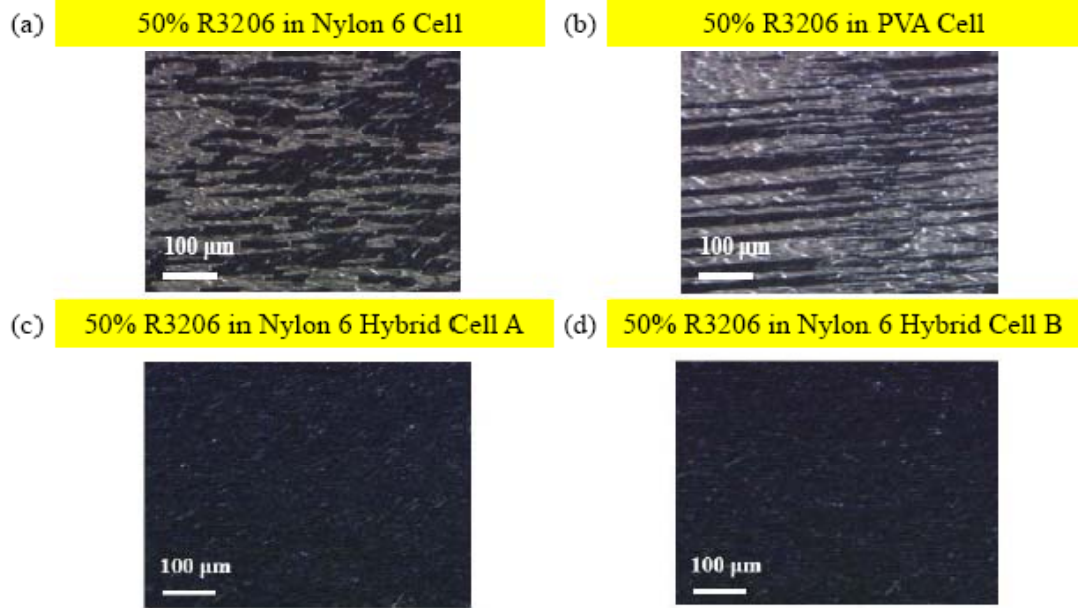 (a) 50% R3206 in Nylon 6 Cell
(b) 50% R3206 in PVA Cell
100 μm
100 μm
(c) 50% R3206 in Nylon 6 Hybrid Cell A
(d) 50% R3206 in Nylon 6 Hybrid Cell B
100 μm
100 μm